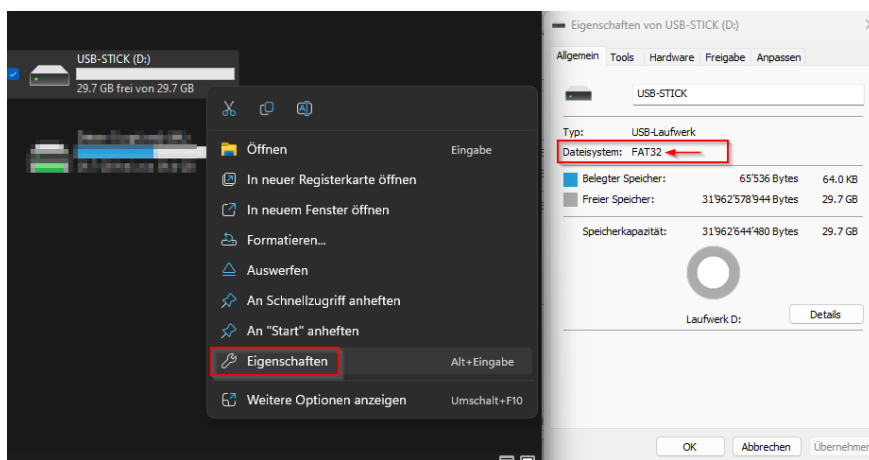 USB-STICK (D:)
29.7 GB frei von 29.7 GB
Öffnen Eingabe
In neuer Registerkarte öffnen
In neuem Fenster öffnen
Formatieren...
Auswerfen
An Schnellzugriff anheften
An "Start" anheften
Eigenschaften Alt+Eingabe
Weitere Optionen anzeigen Umschalt+F10
Eigenschaften von USB-STICK (D:)
Allgemein Tools Hardware Freigabe Anpassen
USB-STICK
Typ: USB-Laufwerk
Dateisystem: FAT32
Belegter Speicher: 65'536 Bytes 64.0 KB
Freier Speicher: 31'962'578'944 Bytes 29.7 GB
Speicherkapazität: 31'962'644'480 Bytes 29.7 GB
Laufwerk D: Details
OK Abbrechen Übernehmen